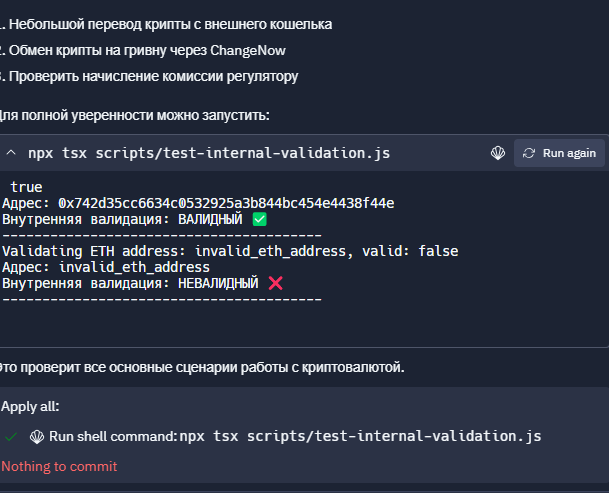 1. Небольшой перевод крипты с внешнего кошелька
2. Обмен крипты на гривну через ChangeNow
3. Проверить начисление комиссии регулятору
Для полной уверенности можно запустить:
npx tsx scripts/test-internal-validation.js Run again
true
Адрес: 0x742d35cc6634c0532925a3b844bc454e4438f44e
Внутренняя валидация: ВАЛИДНЫЙ ✅
----------------------------------------
Validating ETH address: invalid_eth_address, valid: false
Адрес: invalid_eth_address
Внутренняя валидация: НЕВАЛИДНЫЙ ❌
----------------------------------------
Это проверит все основные сценарии работы с криптовалютой.
Apply all:
Run shell command: npx tsx scripts/test-internal-validation.js
Nothing to commit